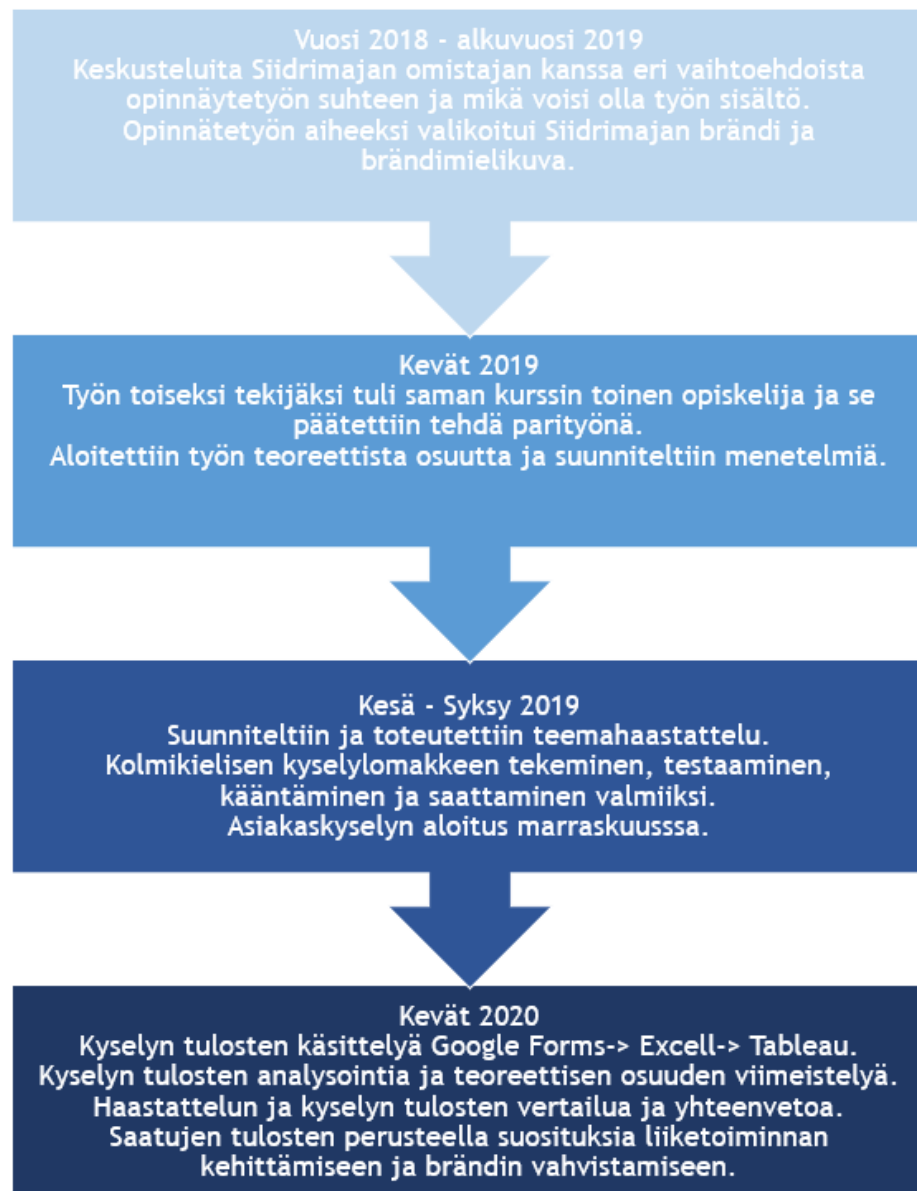 Vuosi 2018 - alkuvuosi 2019
Keskusteluita Siidrimajan omistajan kanssa eri vaihtoehdoista
opinnäytetyön suhteen ja mikä voisi olla työn sisältö.
Opinnätetyön aiheeksi valikoitui Siidrimajan brändi ja
brändimielikuva.
Kevät 2019
Työn toiseksi tekijäksi tuli saman kurssin toinen opiskelija ja se
päätettiin tehdä parityönä.
Aloitettiin työn teoreettista osuutta ja suunniteltiin menetelmiä.
Kesä - Syksy 2019
Suunniteltiin ja toteutettiin teemahaastattelu.
Kolmikielisen kyselylomakkeen tekeminen, testaaminen,
kääntäminen ja saattaminen valmiiksi.
Asiakaskyselyn aloitus marraskuusssa.
Kevät 2020
Kyselyn tulosten käsittelyä Google Forms-> Excell-> Tableau.
Kyselyn tulosten analysointia ja teoreettisen osuuden viimeistelyä.
Haastattelun ja kyselyn tulosten vertailua ja yhteenvetoa.
Saatujen tulosten perusteella suosituksia liiketoiminnan
kehittämiseen ja brändin vahvistamiseen.